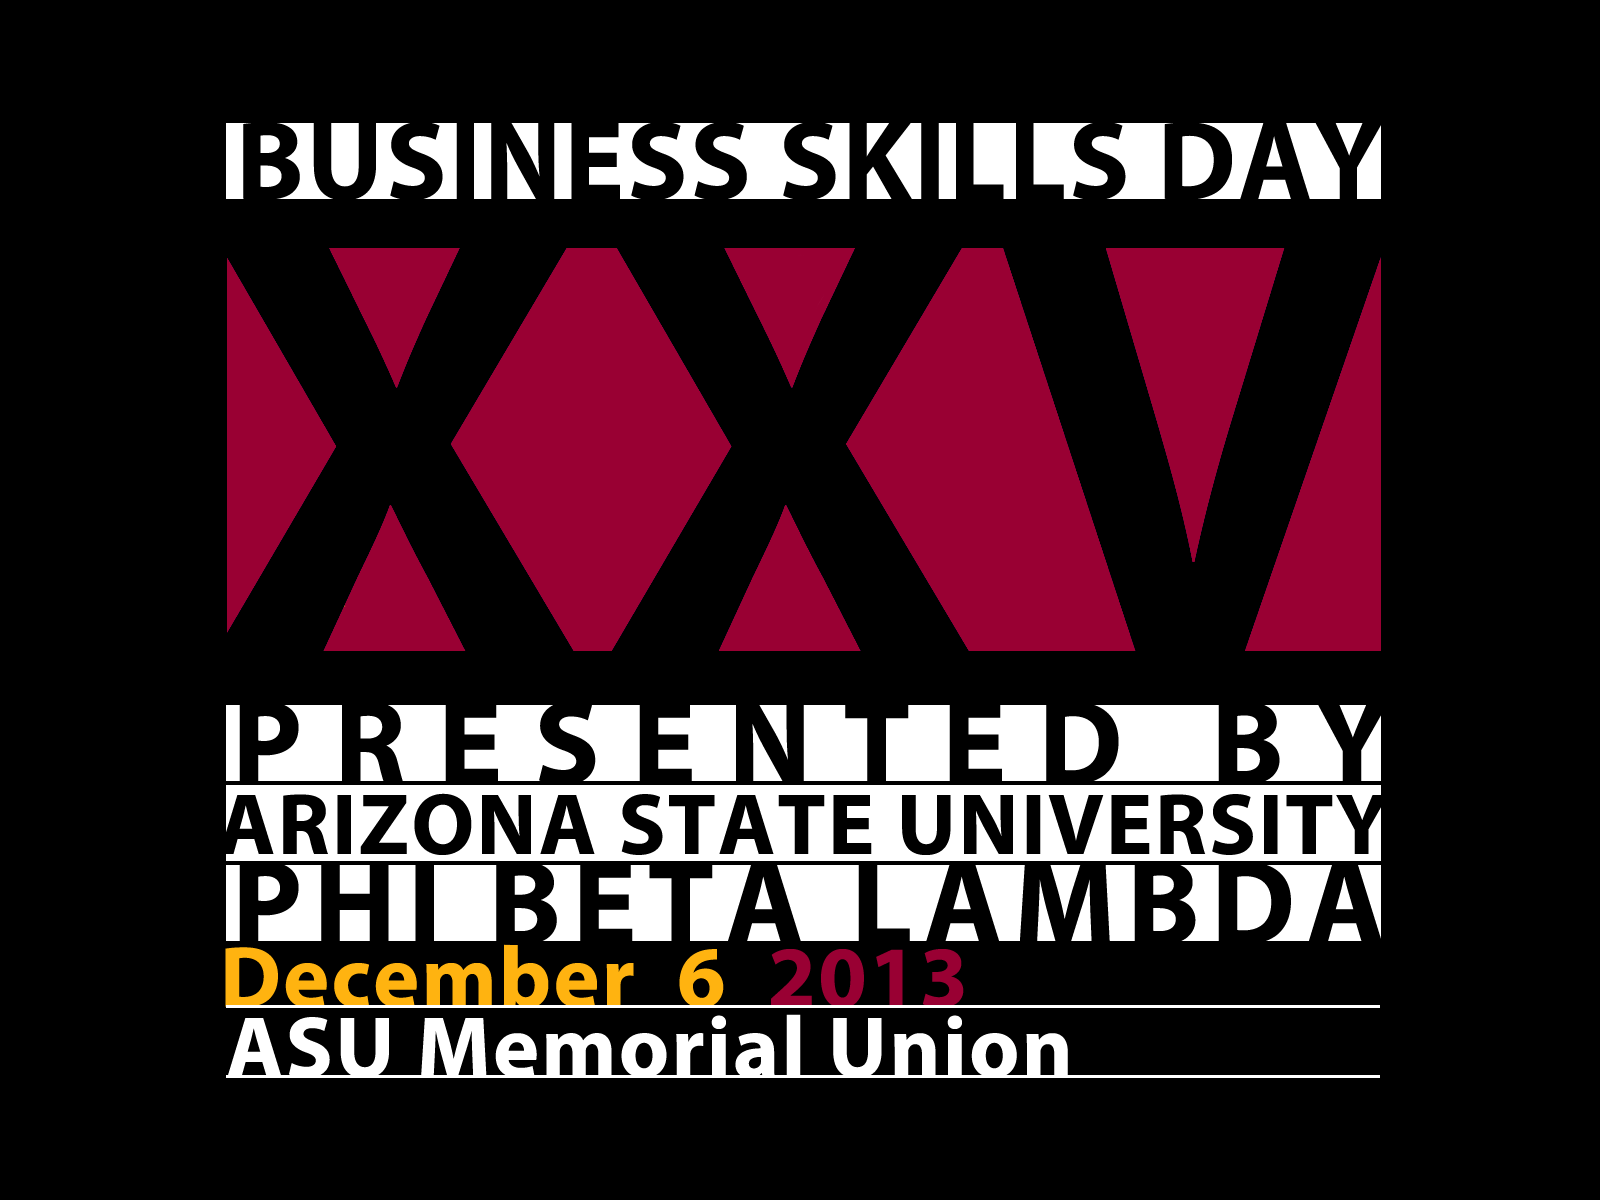 BUSINESS SKILLS DAY
XXV
PRESENTED BY
ARIZONA STATE UNIVERSITY
PHI BETA LAMBDA
December 6 2013
ASU Memorial Union